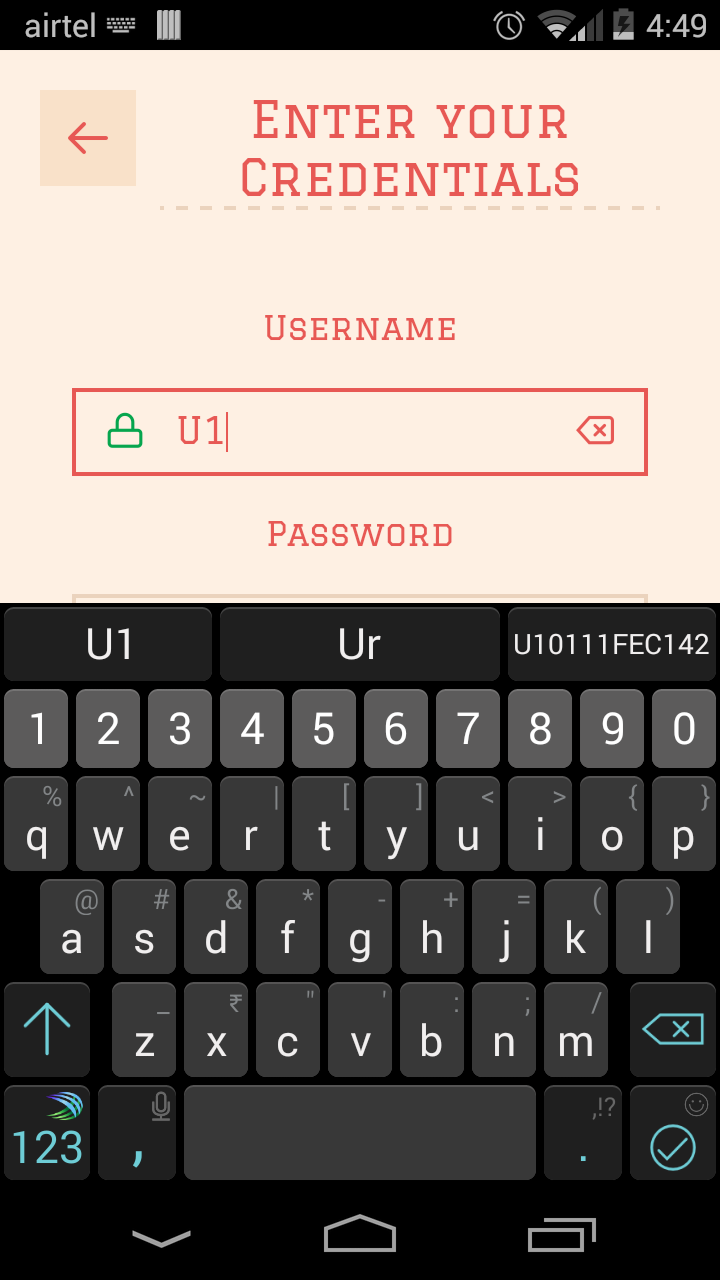 airtel 4:49
Enter your
Credentials
Username
U1
Password
U1 Ur U10111FEC142
1 2 3 4 5 6 7 8 9 0
% ^ ~ | [ ] < > { }
q w e r t y u i o p
@ # & * - + = ( )
a s d f g h j k l
_ ₹ " ' : ; /
z x c v b n m
,!?
123 , .